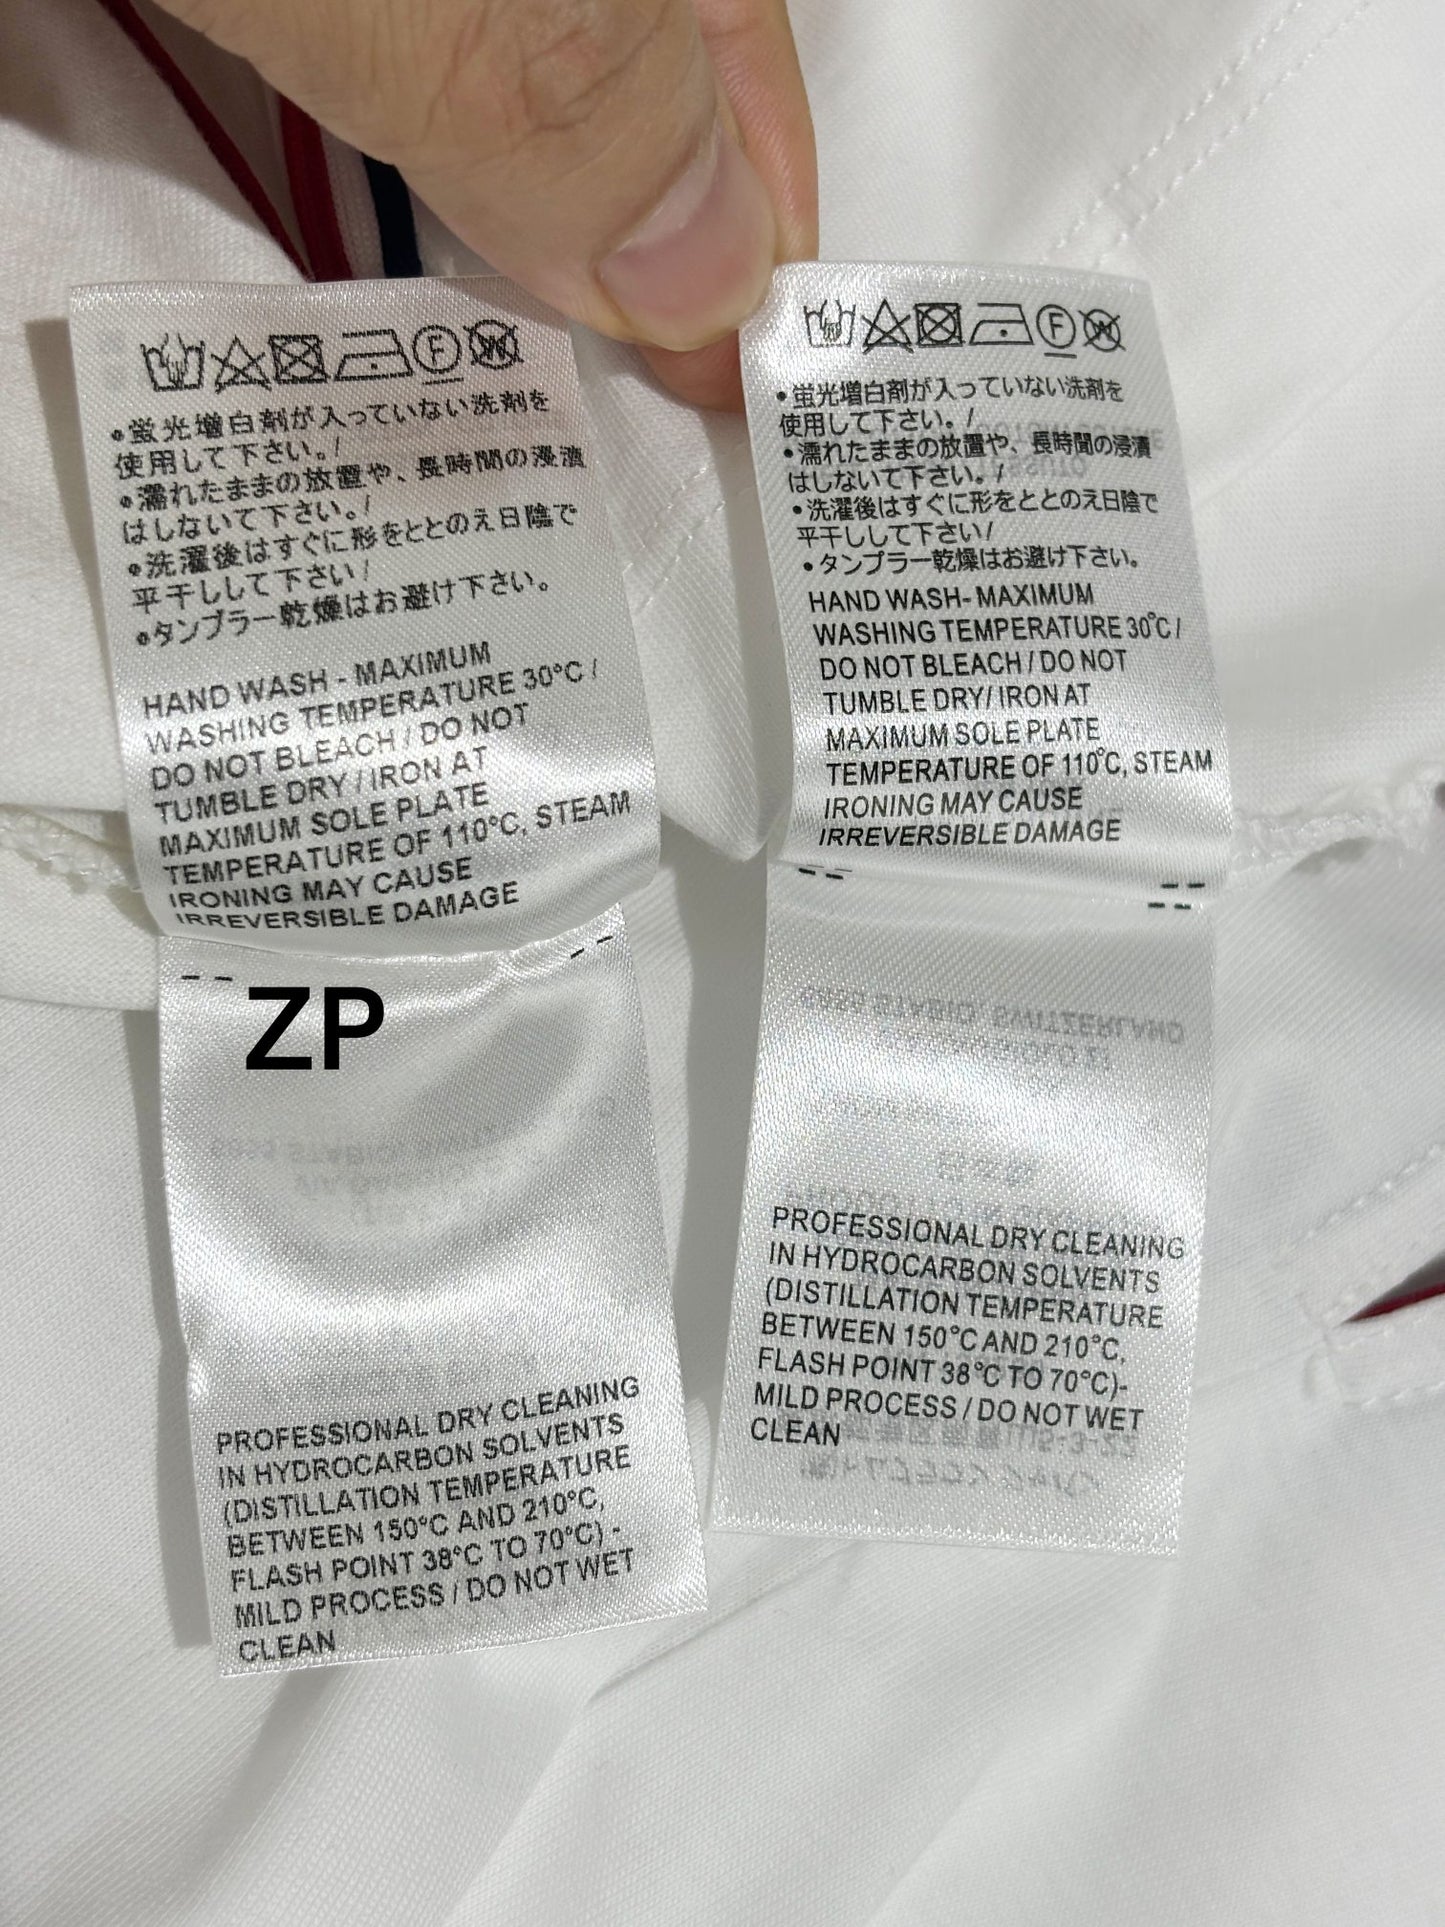 •蛍光増白剤が入っていない洗剤を
使用して下さい。/
•濡れたままの放置や、長時間の浸漬
はしないで下さい。/
•洗濯後はすぐに形をととのえ日陰で
平干しして下さい/
•タンブラー乾燥はお避け下さい。
HAND WASH - MAXIMUM
WASHING TEMPERATURE 30°C /
DO NOT BLEACH / DO NOT
TUMBLE DRY / IRON AT
MAXIMUM SOLE PLATE
TEMPERATURE OF 110°C, STEAM
IRONING MAY CAUSE
IRREVERSIBLE DAMAGE
ZP
PROFESSIONAL DRY CLEANING
IN HYDROCARBON SOLVENTS
(DISTILLATION TEMPERATURE
BETWEEN 150°C AND 210°C,
FLASH POINT 38°C TO 70°C) -
MILD PROCESS / DO NOT WET
CLEAN
F
W
•蛍光増白剤が入っていない洗剤を
使用して下さい。/
•濡れたままの放置や、長時間の浸漬
はしないて下さい。/
•洗濯後はすぐに形をととのえ日陰で
平干しして下さい/
•タンプラー乾燥はお避け下さい。
HAND WASH- MAXIMUM
WASHING TEMPERATURE 30°C /
DO NOT BLEACH / DO NOT
TUMBLE DRY/ IRON AT
MAXIMUM SOLE PLATE
TEMPERATURE OF 110°C, STEAM
IRONING MAY CAUSE
IRREVERSIBLE DAMAGE
6855 STABIO SWITZERLAND
PROFESSIONAL DRY CLEANING
IN HYDROCARBON SOLVENTS
(DISTILLATION TEMPERATURE
BETWEEN 150°C AND 210°C,
FLASH POINT 38°C TO 70°C)-
MILD PROCESS / DO NOT WET
CLEAN